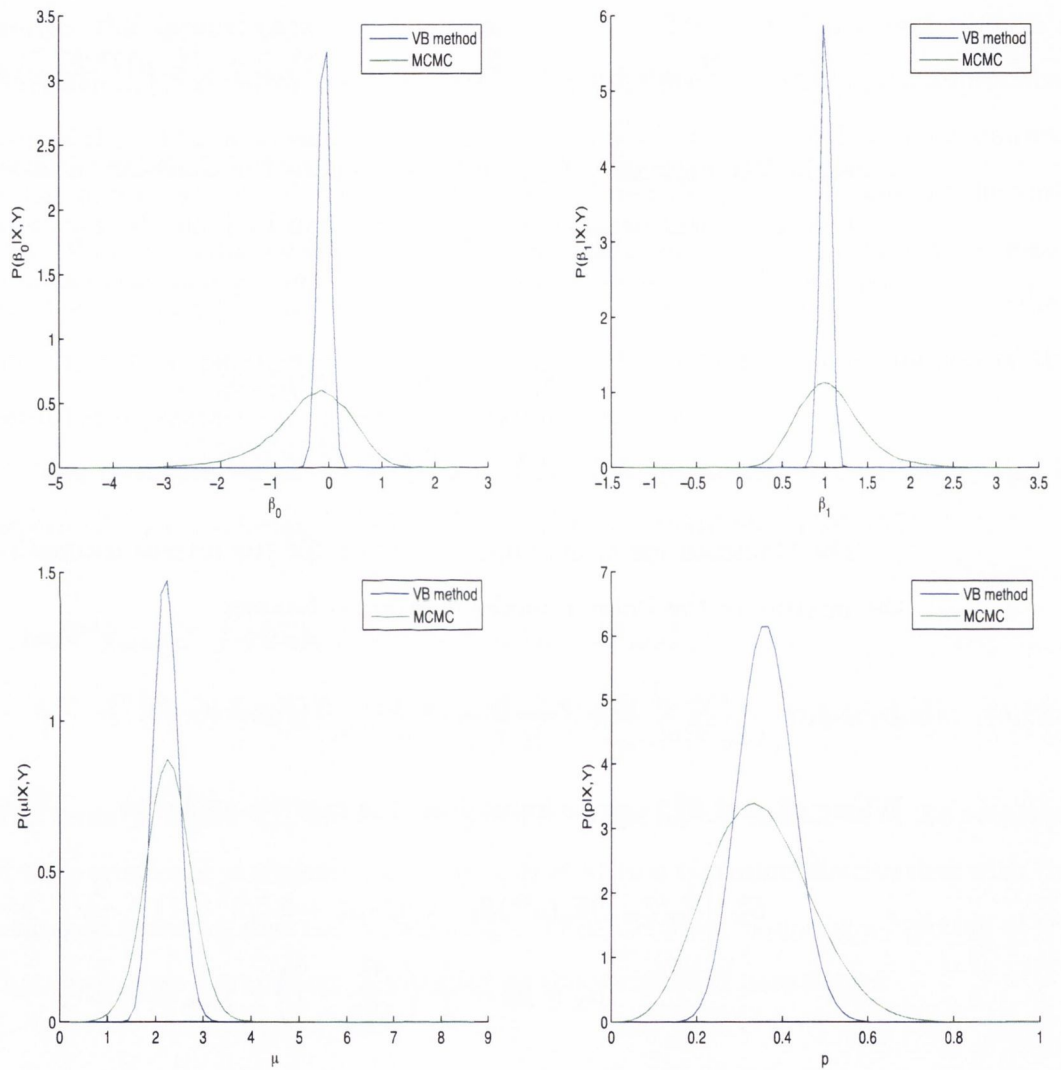 3.5
3
2.5
2
1.5
1
0.5
0
P(β0|X,Y)
VB method
MCMC
-5 -4 -3 -2 -1 0 1 2 3
β0
6
5
4
3
2
1
0
P(β1|X,Y)
VB method
MCMC
-1.5 -1 -0.5 0 0.5 1 1.5 2 2.5 3 3.5
β1
1.5
1
0.5
0
P(μ|X,Y)
VB method
MCMC
0 1 2 3 4 5 6 7 8 9
μ
7
6
5
4
3
2
1
0
P(p|X,Y)
VB method
MCMC
0 0.2 0.4 0.6 0.8 1
p